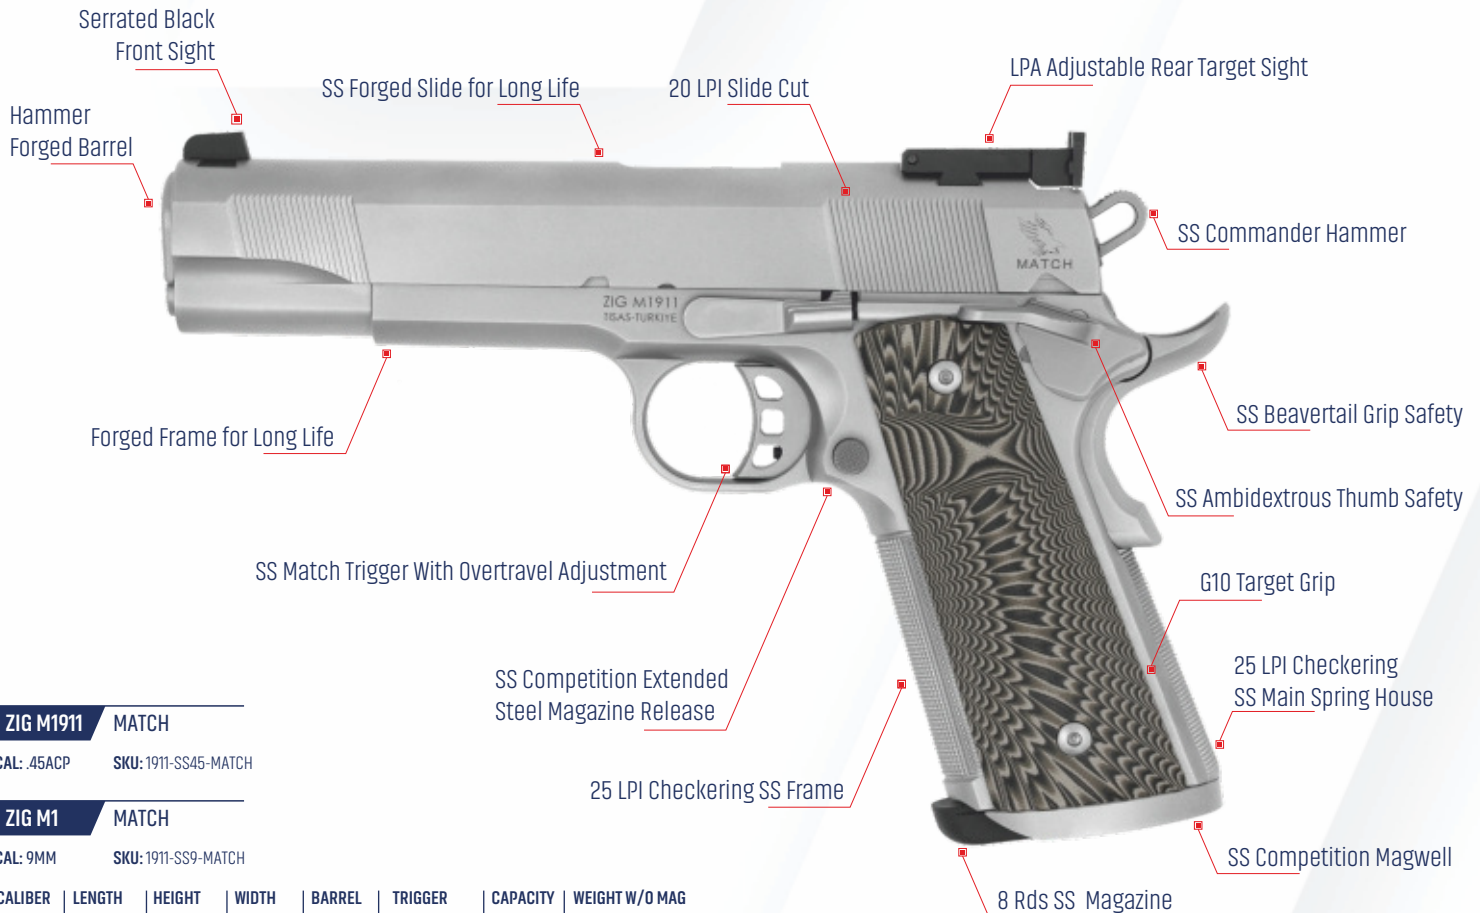 Serrated Black
Front Sight
Hammer
Forged Barrel
SS Forged Slide for Long Life
20 LPI Slide Cut
LPA Adjustable Rear Target Sight
SS Commander Hammer
MATCH
ZIG M1911
TISAS-TURKIYE
SS Beavertail Grip Safety
Forged Frame for Long Life
SS Ambidextrous Thumb Safety
SS Match Trigger With Overtravel Adjustment
G10 Target Grip
SS Competition Extended
Steel Magazine Release
25 LPI Checkering
SS Main Spring House
25 LPI Checkering SS Frame
SS Competition Magwell
8 Rds SS Magazine
ZIG M1911 MATCH
CAL: .45ACP SKU: 1911-SS45-MATCH
ZIG M1 MATCH
CAL: 9MM SKU: 1911-SS9-MATCH
CALIBER LENGTH HEIGHT WIDTH BARREL TRIGGER CAPACITY WEIGHT W/O MAG